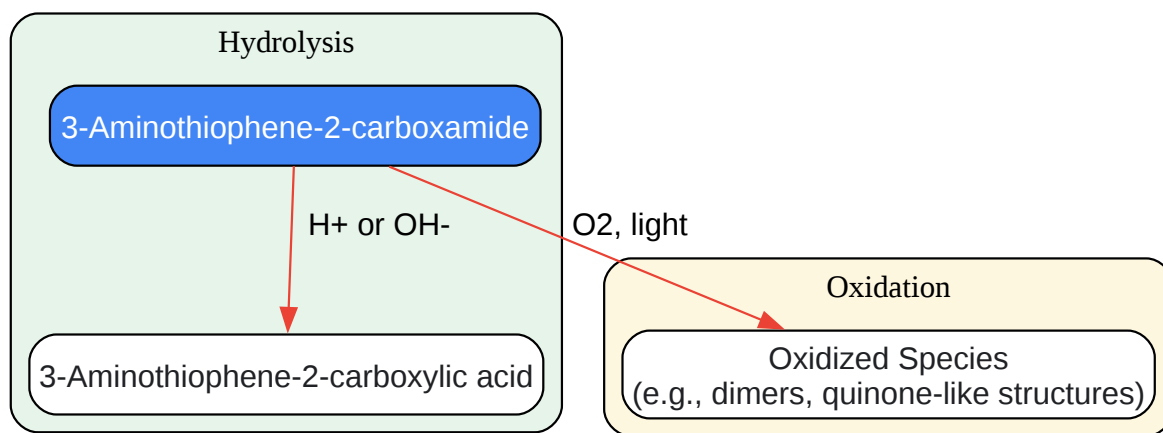 Hydrolysis
3-Aminothiophene-2-carboxamide
H+ or OH-
O2, light
Oxidation
3-Aminothiophene-2-carboxylic acid
Oxidized Species
(e.g., dimers, quinone-like structures)